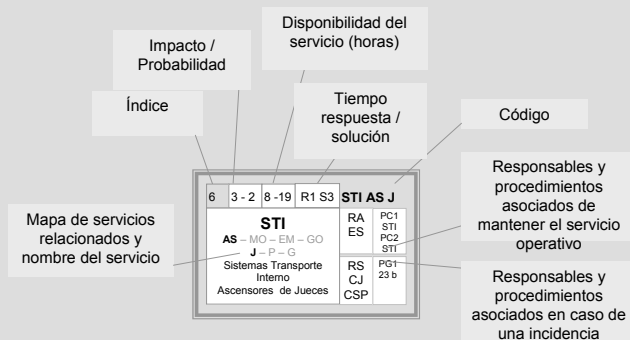 Disponibilidad del
servicio (horas)
Impacto /
Probabilidad
Índice
Tiempo
respuesta /
solución
Código
6
3 - 2
8 -19
R1 S3
STI AS J
STI
AS – MO – EM – GO
J – P – G
Sistemas Transporte
Interno
Ascensores de Jueces
RA
ES
PC1
STI
PC2
STI
RS
CJ
CSP
PG1
23 b
Mapa de servicios
relacionados y
nombre del servicio
Responsables y
procedimientos
asociados de
mantener el servicio
operativo
Responsables y
procedimientos
asociados en caso de
una incidencia